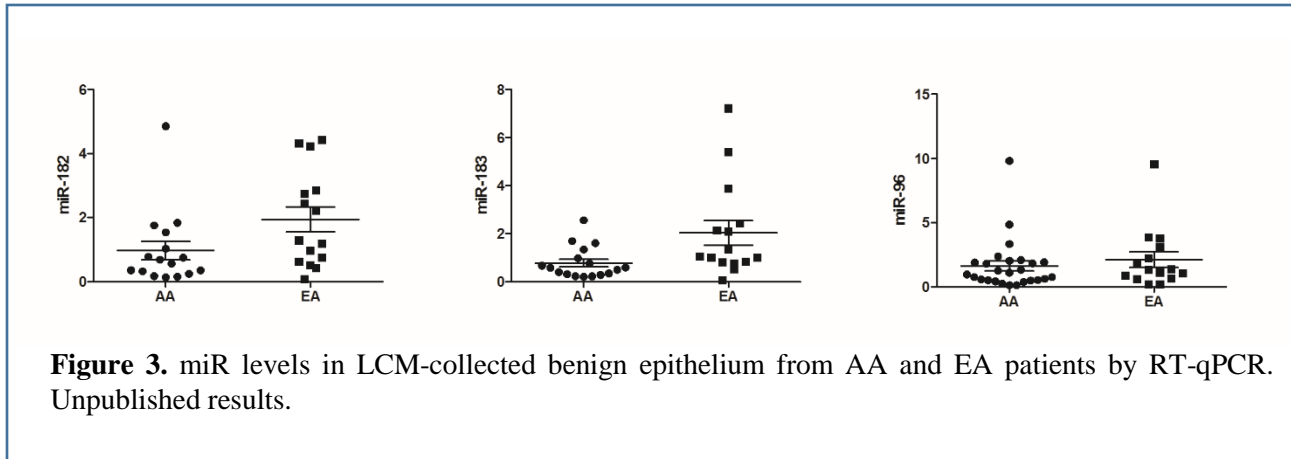 6
4
2
0
miR-182
AA
EA
8
6
4
2
0
miR-183
AA
EA
15
10
5
0
miR-96
AA
EA
Figure 3. miR levels in LCM-collected benign epithelium from AA and EA patients by RT-qPCR.
Unpublished results.